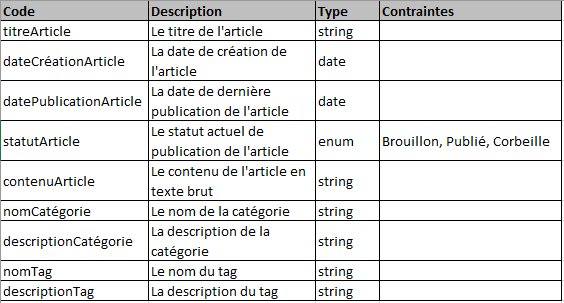 Code Description Type Contraintes
titreArticle Le titre de l'article string
dateCréationArticle La date de création de l'article date
datePublicationArticle La date de dernière publication de l'article date
statutArticle Le statut actuel de publication de l'article enum Brouillon, Publié, Corbeille
contenuArticle Le contenu de l'article en texte brut string
nomCatégorie Le nom de la catégorie string
descriptionCatégorie La description de la catégorie string
nomTag Le nom du tag string
descriptionTag La description du tag string